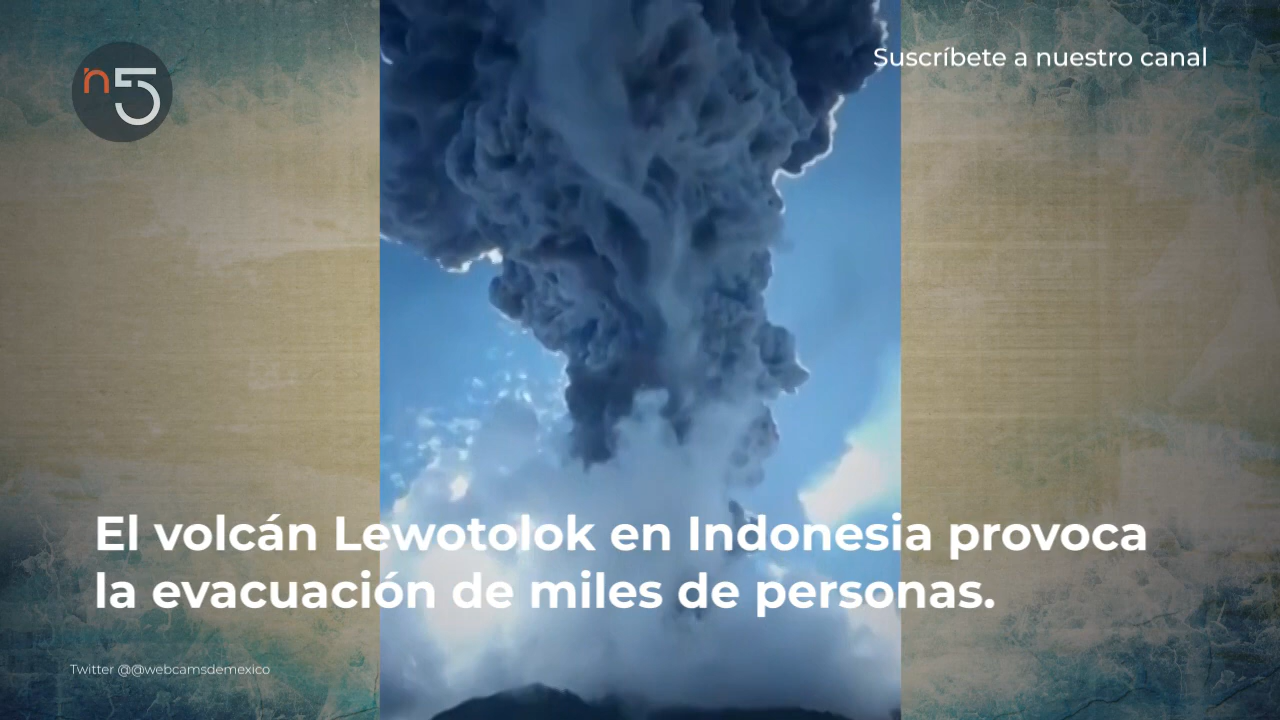 n5
Suscríbete a nuestro canal
El volcán Lewotolok en Indonesia provoca
la evacuación de miles de personas.
Twitter @@webcamsdemexico